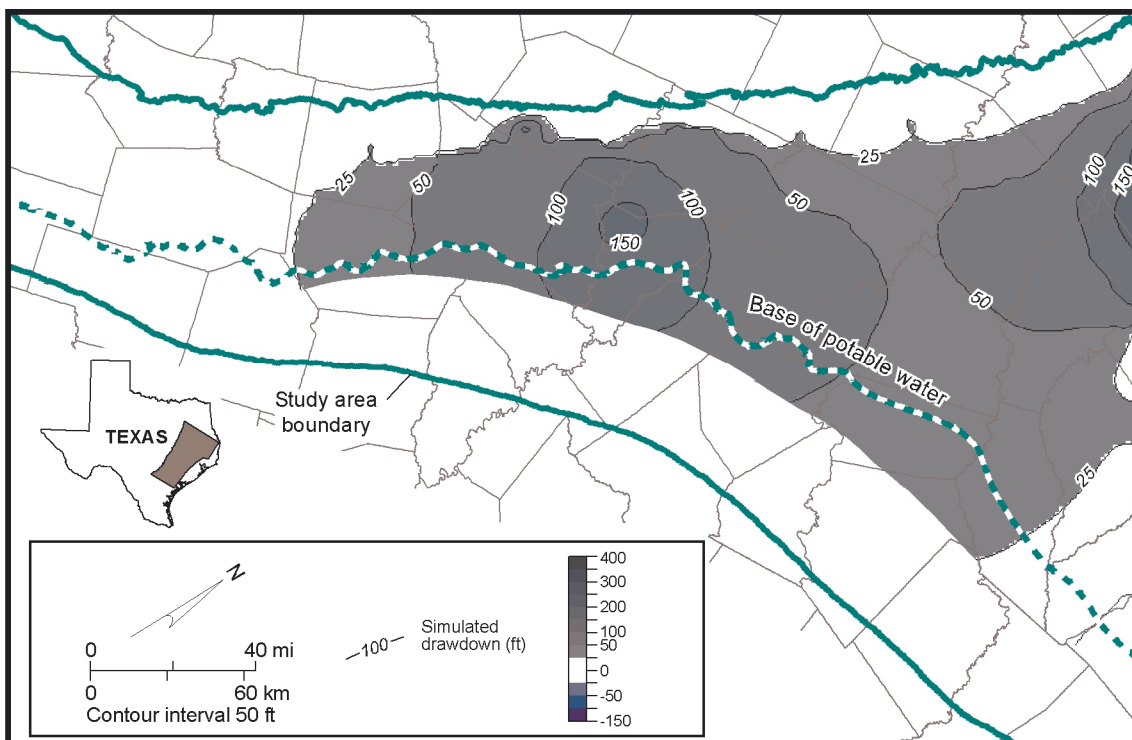 25
50
100
100
150
50
25
50
100
150
25
Base of potable water
Study area
boundary
TEXAS
N
0 40 mi
0 60 km
Contour interval 50 ft
100
Simulated
drawdown (ft)
400
300
200
100
50
0
-50
-150